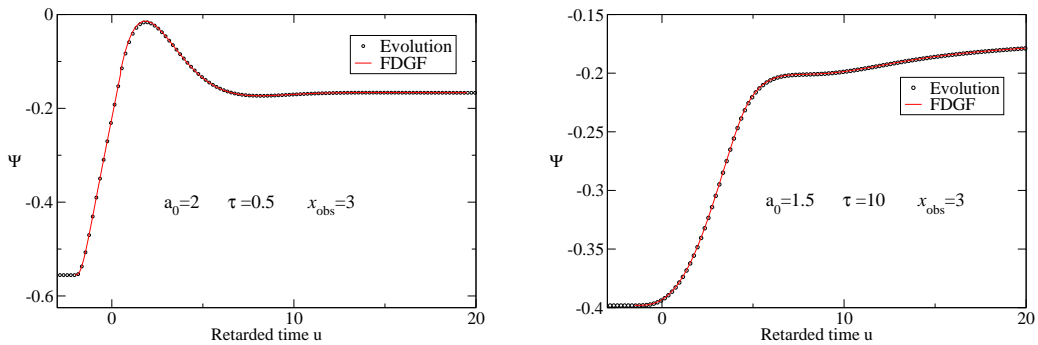 0
-0.2
-0.4
-0.6
Ψ
Evolution
FDGF
a0=2 τ=0.5 xobs=3
0 10 20
Retarded time u
-0.15
-0.2
-0.25
-0.3
-0.35
-0.4
Ψ
Evolution
FDGF
a0=1.5 τ=10 xobs=3
0 10 20
Retarded time u